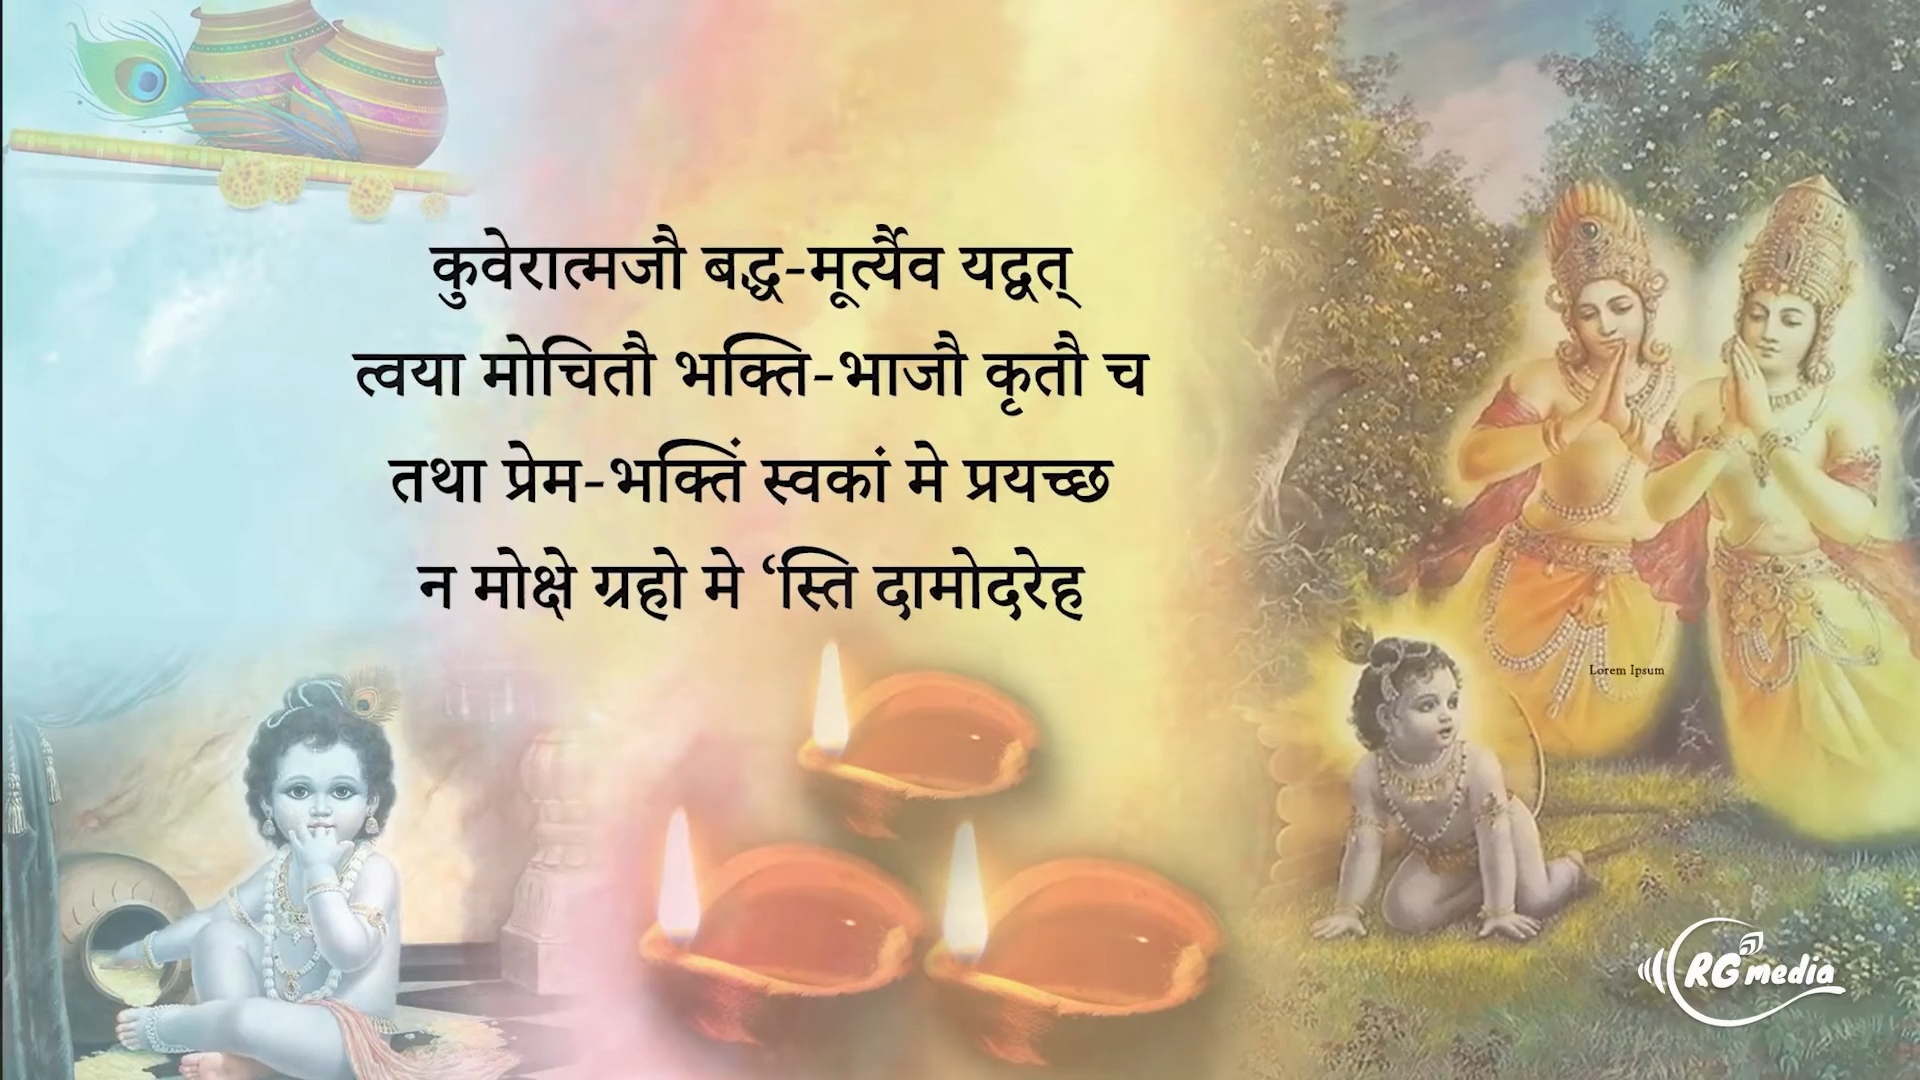 कुवेरात्मजौ बद्ध-मूर्त्यैव यद्वत्
त्वया मोचितौ भक्ति-भाजौ कृतौ च
तथा प्रेम-भक्तिं स्वकां मे प्रयच्छ
न मोक्षे ग्रहो मे ‘स्ति दामोदरेह
Lorem Ipsum
RG media